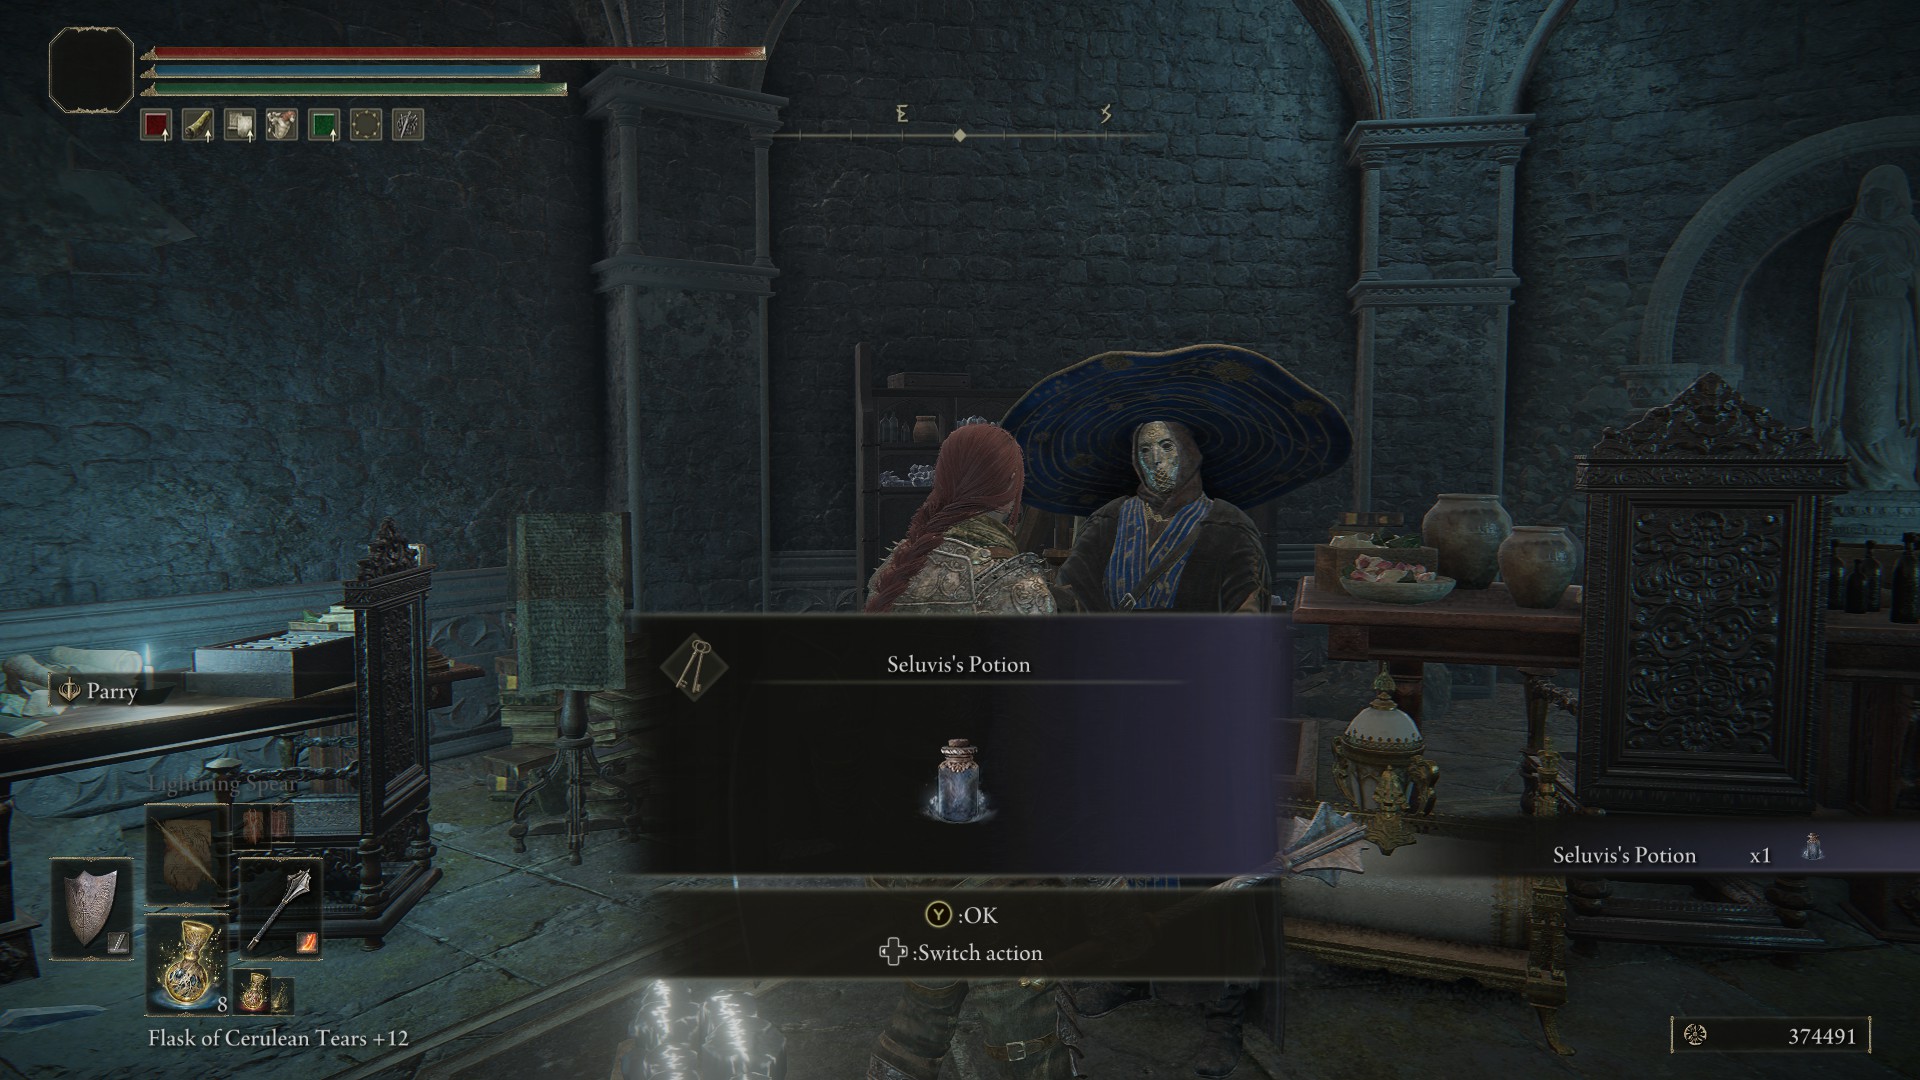 E
S
Seluvis's Potion
Parry
Lightning Spear
Seluvis's Potion x1
Y :OK
:Switch action
8
Flask of Cerulean Tears +12
374491